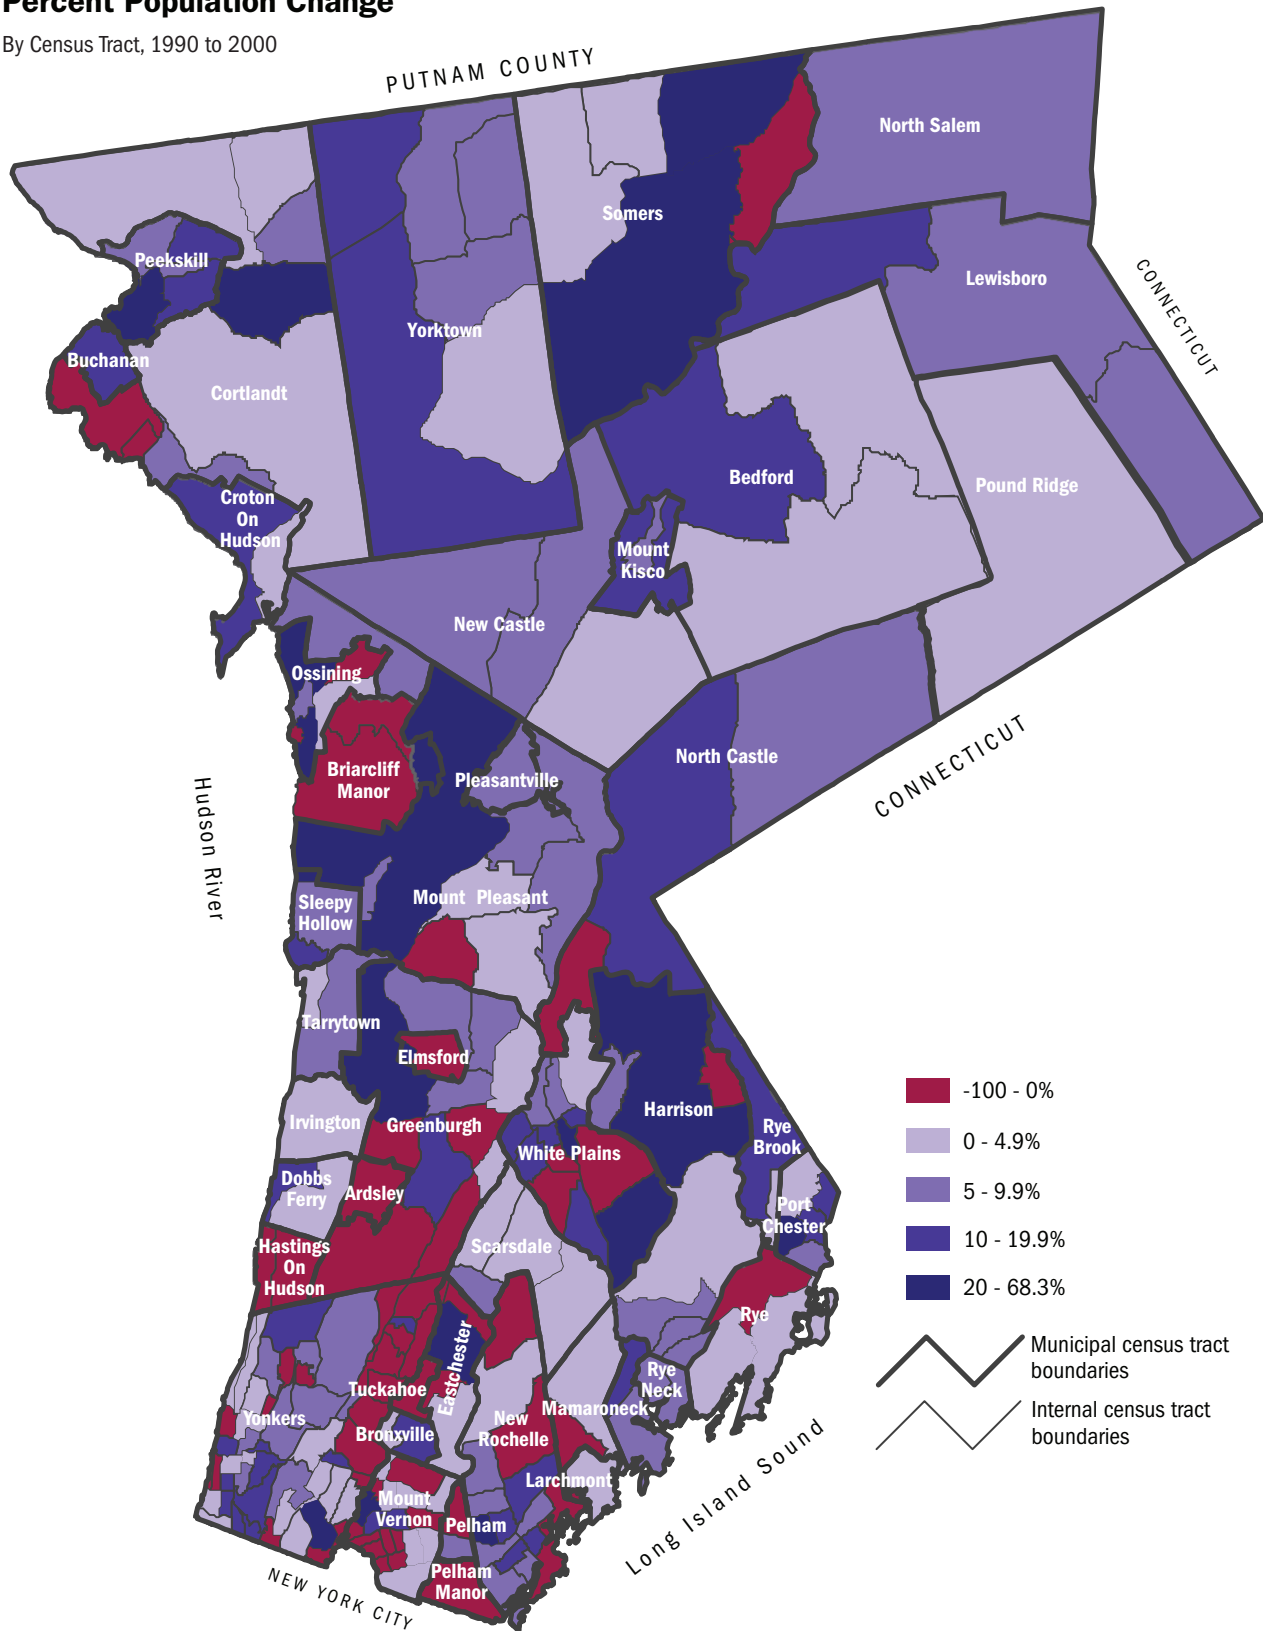 Percent Population Change
By Census Tract, 1990 to 2000
PUTNAM COUNTY
North Salem
Somers
Peekskill
Lewisboro
CONNECTICUT
Yorktown
Buchanan
Cortlandt
Bedford
Pound Ridge
Croton
On
Hudson
Mount
Kisco
New Castle
Ossining
North Castle
CONNECTICUT
Briarcliff
Manor
Pleasantville
Hudson River
Mount Pleasant
Sleepy
Hollow
Tarrytown
Elmsford
-100 - 0%
Harrison
Irvington
Greenburgh
Rye
Brook
0 - 4.9%
White Plains
Dobbs
Ferry
Ardsley
5 - 9.9%
Port
Chester
Scarsdale
10 - 19.9%
Hastings
On
Hudson
20 - 68.3%
Rye
Municipal census tract
boundaries
Eastchester
Rye
Neck
Tuckahoe
Mamaroneck
Internal census tract
boundaries
Yonkers
New
Rochelle
Bronxville
Larchmont
Long Island Sound
Mount
Vernon
Pelham
Pelham
Manor
NEW YORK CITY